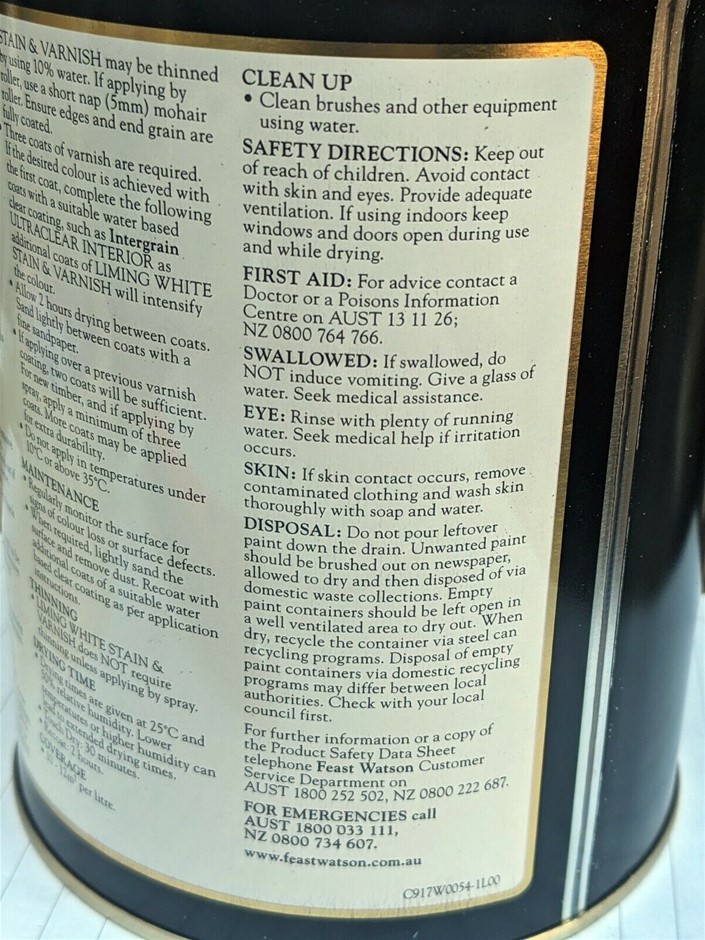 STAIN & VARNISH may be thinned
by using 10% water. If applying by
roller, use a short nap (5mm) mohair
roller. Ensure edges and end grain are
fully coated.
• Three coats of varnish are required.
If the desired colour is achieved with
the first coat, complete the following
coats with a suitable water based
clear coating, such as Intergrain
ULTRACLEAR INTERIOR as
additional coats of LIMING WHITE
STAIN & VARNISH will intensify
the colour.
• Allow 2 hours drying between coats.
Sand lightly between coats with a
fine sandpaper.
• If applying over a previous varnish
coating, two coats will be sufficient.
For new timber, and if applying by
spray, apply a minimum of three
coats. More coats may be applied
for extra durability.
• Do not apply in temperatures under
10°C or above 35°C.
MAINTENANCE
• Regularly monitor the surface for
signs of colour loss or surface defects.
• When required, lightly sand the
surface and remove dust. Recoat with
additional coats of a suitable water
based clear coating as per application
instructions.
THINNING
• LIMING WHITE STAIN &
VARNISH does NOT require
thinning unless applying by spray.
DRYING TIME
• Drying times are given at 25°C and
50% relative humidity. Lower
temperatures or higher humidity can
lead to extended drying times.
• Touch Dry: 30 minutes.
• Recoat: 2 hours.
COVERAGE
per litre.
CLEAN UP
• Clean brushes and other equipment
using water.
SAFETY DIRECTIONS: Keep out
of reach of children. Avoid contact
with skin and eyes. Provide adequate
ventilation. If using indoors keep
windows and doors open during use
and while drying.
FIRST AID: For advice contact a
Doctor or a Poisons Information
Centre on AUST 13 11 26;
NZ 0800 764 766.
SWALLOWED: If swallowed, do
NOT induce vomiting. Give a glass of
water. Seek medical assistance.
EYE: Rinse with plenty of running
water. Seek medical help if irritation
occurs.
SKIN: If skin contact occurs, remove
contaminated clothing and wash skin
thoroughly with soap and water.
DISPOSAL: Do not pour leftover
paint down the drain. Unwanted paint
should be brushed out on newspaper,
allowed to dry and then disposed of via
domestic waste collections. Empty
paint containers should be left open in
a well ventilated area to dry out. When
dry, recycle the container via steel can
recycling programs. Disposal of empty
paint containers via domestic recycling
programs may differ between local
authorities. Check with your local
council first.
For further information or a copy of
the Product Safety Data Sheet
telephone Feast Watson Customer
Service Department on
AUST 1800 252 502, NZ 0800 222 687.
FOR EMERGENCIES call
AUST 1800 033 111,
NZ 0800 734 607.
www.feastwatson.com.au
C917W0054-1L00